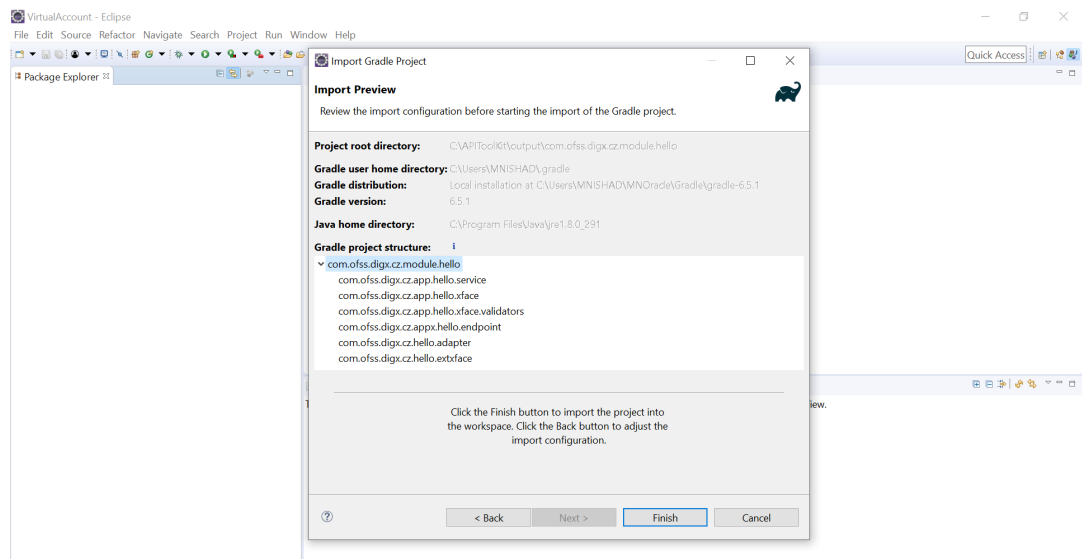 VirtualAccount - Eclipse
File Edit Source Refactor Navigate Search Project Run Window Help
Quick Access
Package Explorer
Import Gradle Project
Import Preview
Review the import configuration before starting the import of the Gradle project.
Project root directory: C:\APIToolKit\output\com.ofss.digx.cz.module.hello
Gradle user home directory: C:\Users\MNISHAD\.gradle
Gradle distribution: Local installation at C:\Users\MNISHAD\MNOracle\Gradle\gradle-6.5.1
Gradle version: 6.5.1
Java home directory: C:\Program Files\Java\jre1.8.0_291
Gradle project structure:
com.ofss.digx.cz.module.hello
com.ofss.digx.cz.app.hello.service
com.ofss.digx.cz.app.hello.xface
com.ofss.digx.cz.app.hello.xface.validators
com.ofss.digx.cz.appx.hello.endpoint
com.ofss.digx.cz.hello.adapter
com.ofss.digx.cz.hello.extxface
Click the Finish button to import the project into
the workspace. Click the Back button to adjust the
import configuration.
< Back Next > Finish Cancel